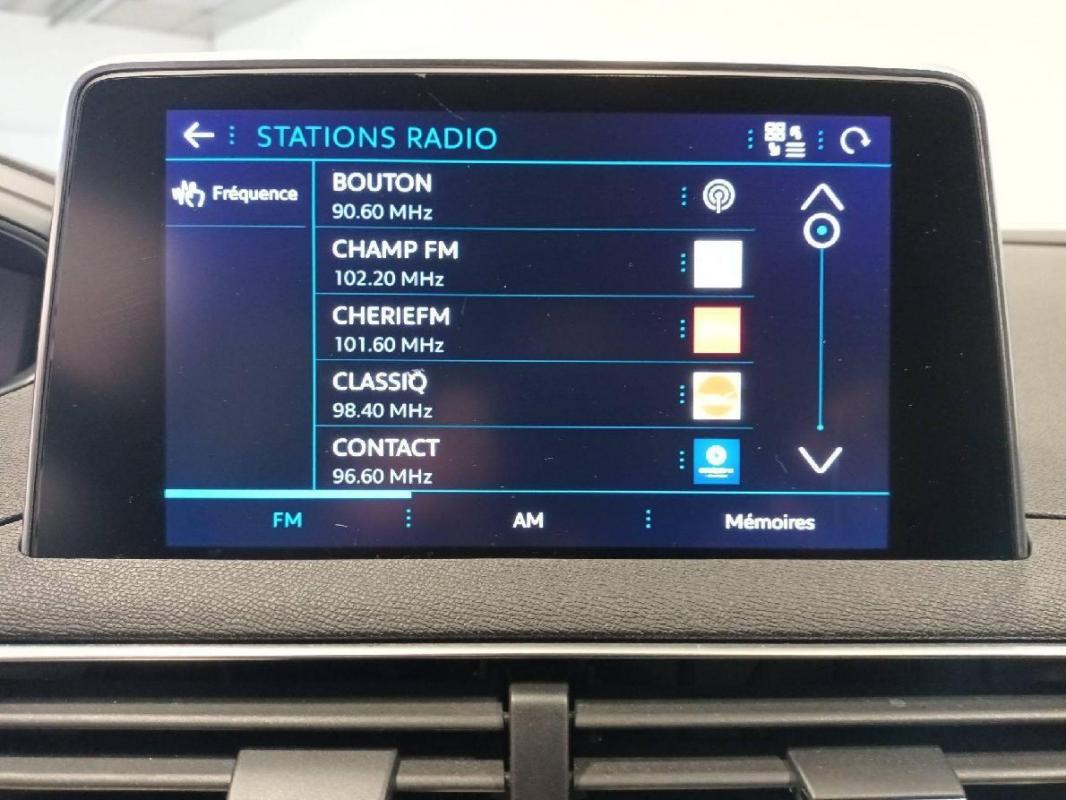 STATIONS RADIO
Fréquence
BOUTON
90.60 MHz
CHAMP FM
102.20 MHz
CHERIEFM
101.60 MHz
CLASSIQ
98.40 MHz
CONTACT
96.60 MHz
FM
AM
Mémoires